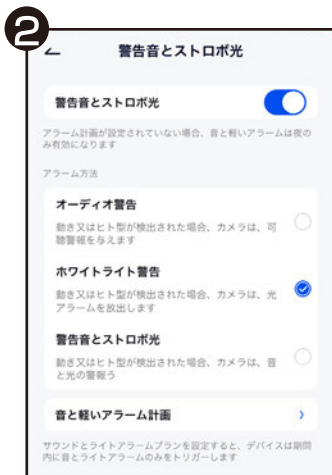 2
警告音とストロボ光
警告音とストロボ光
アラーム計画が設定されていない場合、音と軽いアラームは夜の
み有効になります
アラーム方法
オーディオ警告
動き又はヒト型が検出された場合、カメラは、可
聴警報を与えます
ホワイトライト警告
動き又はヒト型が検出された場合、カメラは、光
アラームを放出します
警告音とストロボ光
動き又はヒト型が検出された場合、カメラは、音
と光の警報う
音と軽いアラーム計画
サウンドとライトアラームプランを設定すると、デバイスは期間
内に音とライトアラームのみをトリガーします